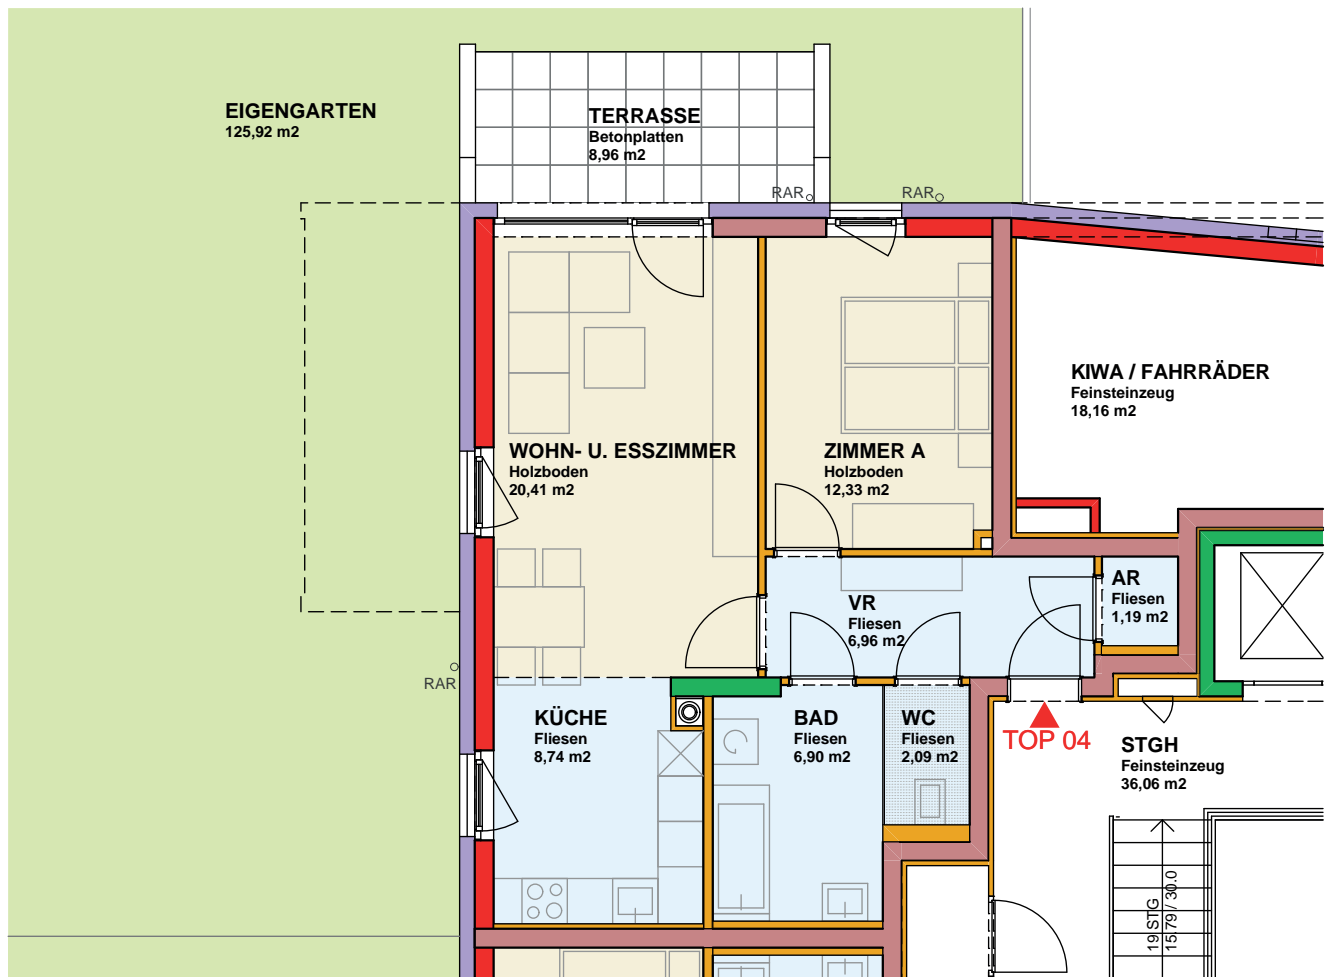 EIGENGARTEN
125,92 m2
TERRASSE
Betonplatten
8,96 m2
RAR
RAR
KIWA / FAHRRÄDER
Feinsteinzeug
18,16 m2
WOHN- U. ESSZIMMER
Holzboden
20,41 m2
ZIMMER A
Holzboden
12,33 m2
VR
Fliesen
6,96 m2
AR
Fliesen
1,19 m2
RAR
KÜCHE
Fliesen
8,74 m2
BAD
Fliesen
6,90 m2
WC
Fliesen
2,09 m2
TOP 04
STGH
Feinsteinzeug
36,06 m2
19 STG
15.79 / 30.0